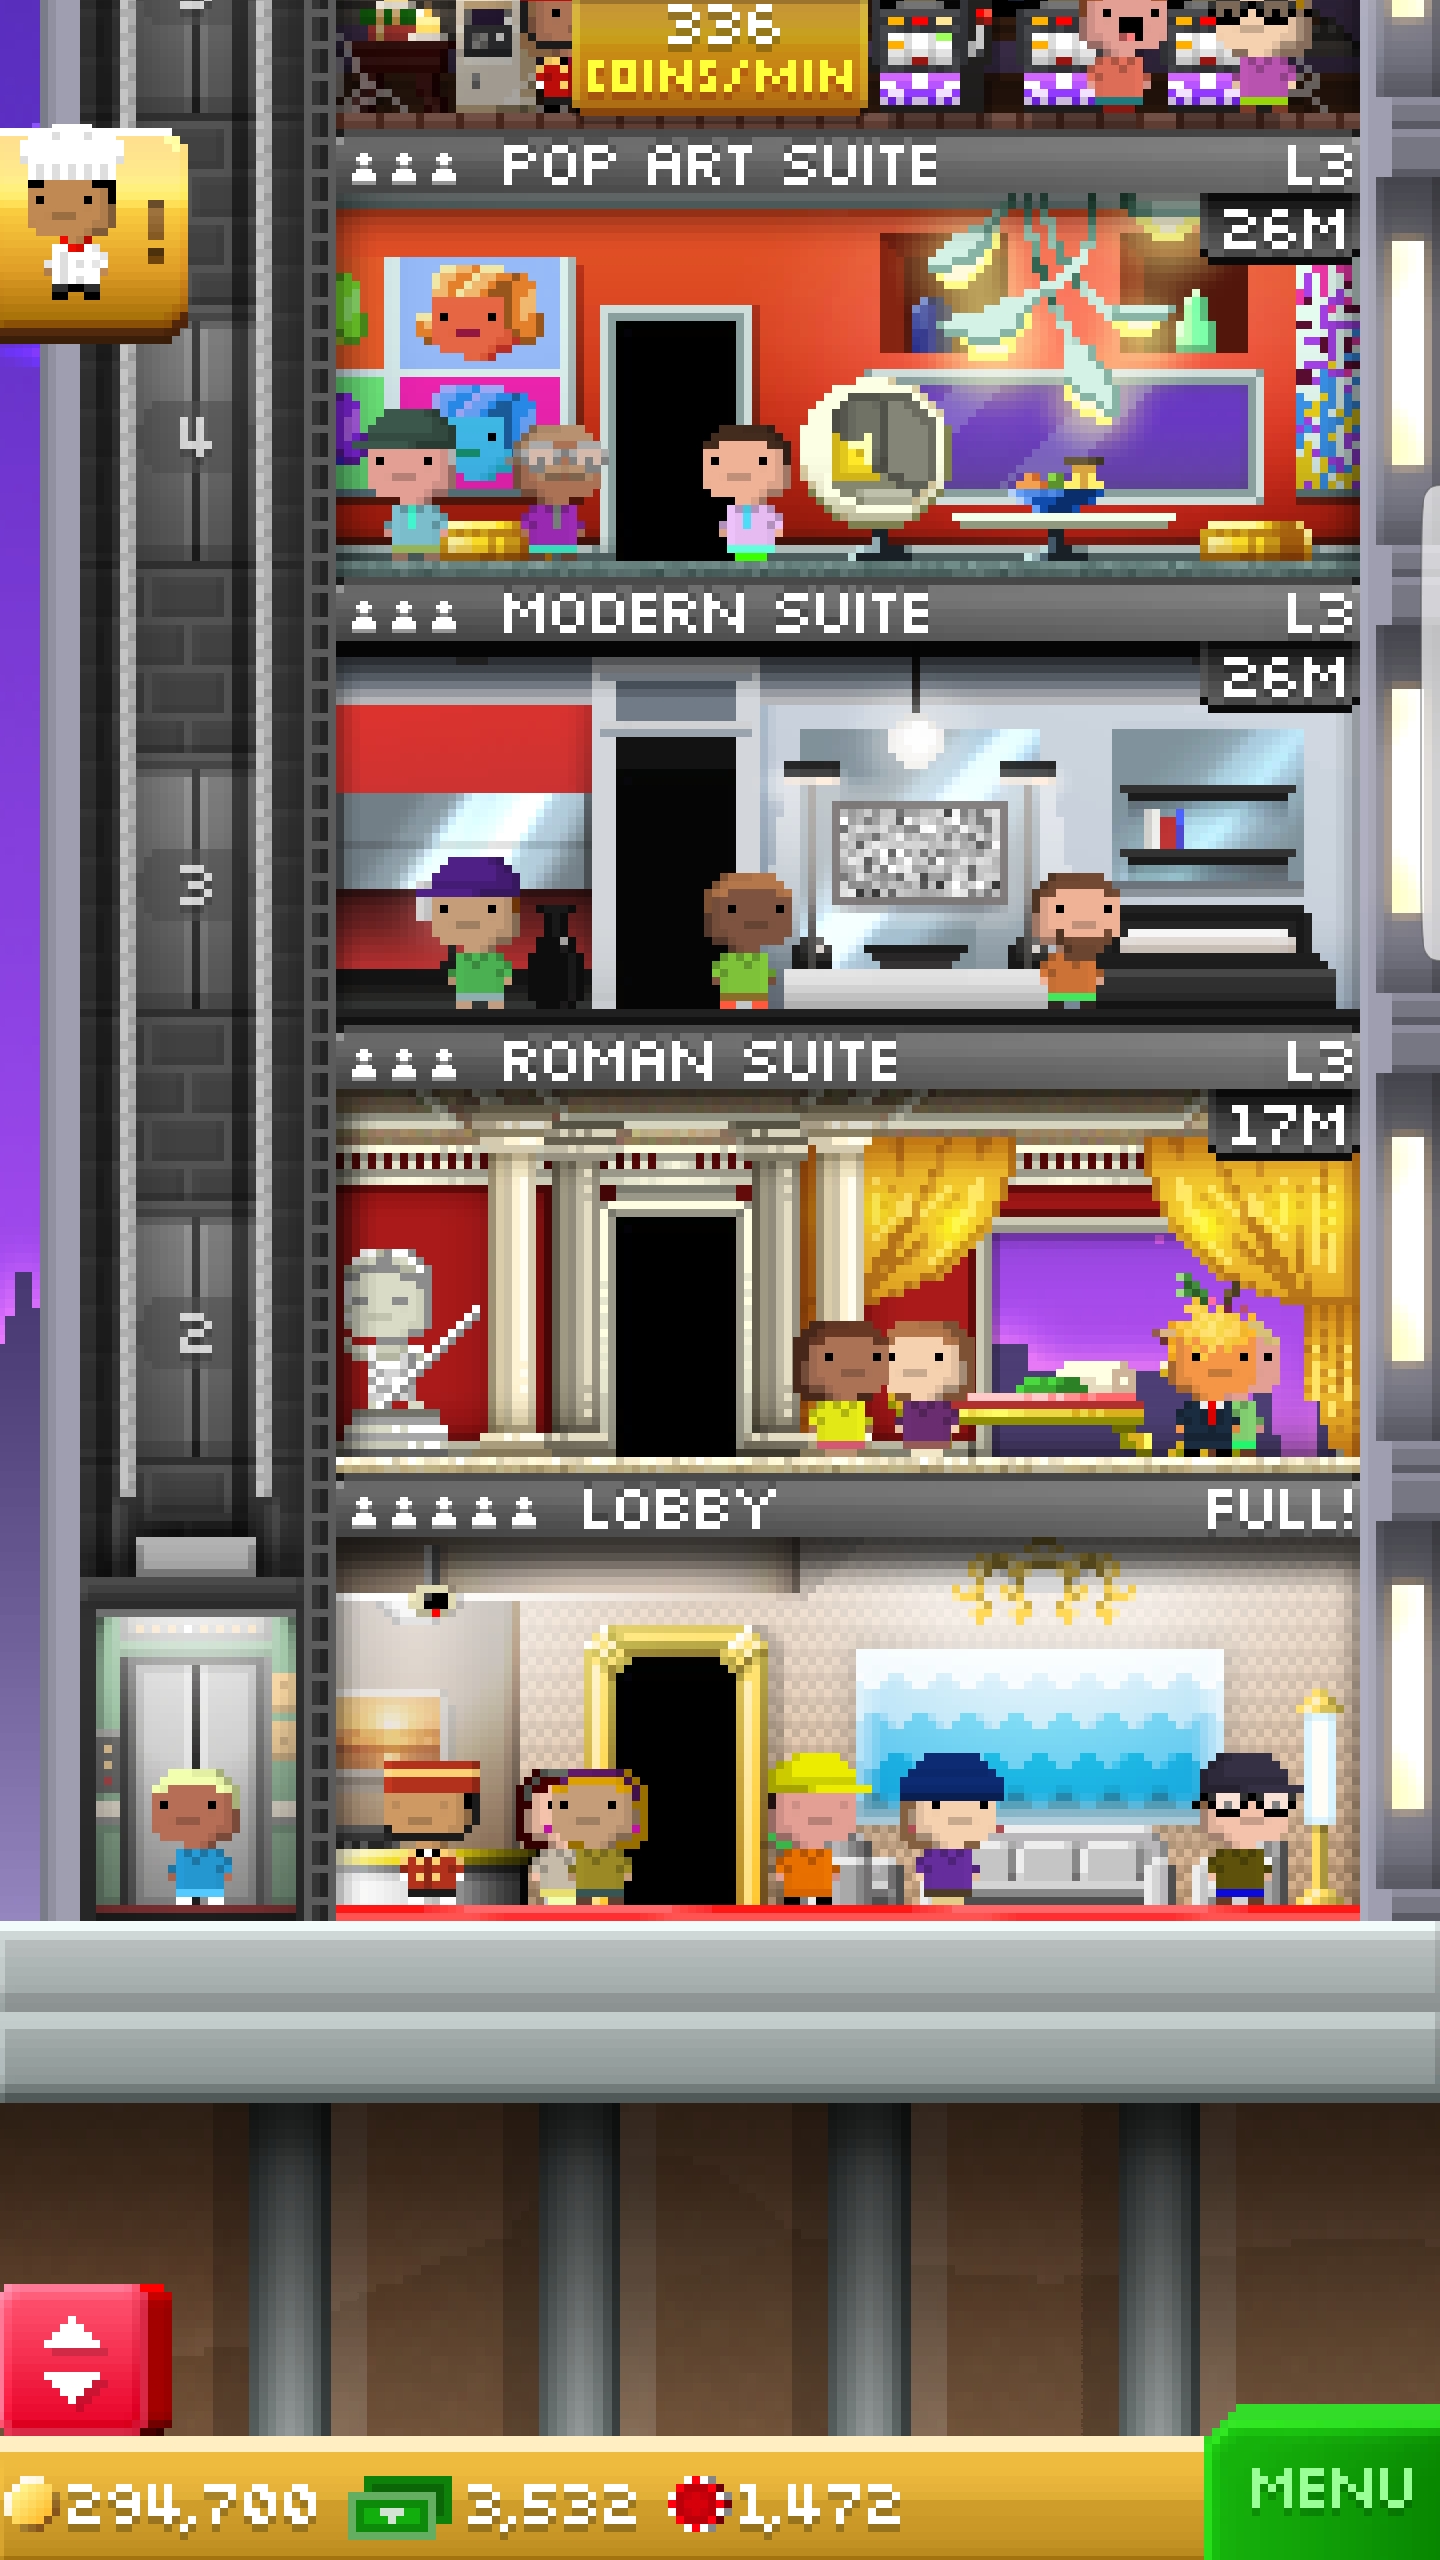 336
COINS/MIN
POP ART SUITE L3
26M
!
4
MODERN SUITE L3
26M
3
ROMAN SUITE L3
17M
2
LOBBY FULL!
294,700 3,532 1,472
MENU